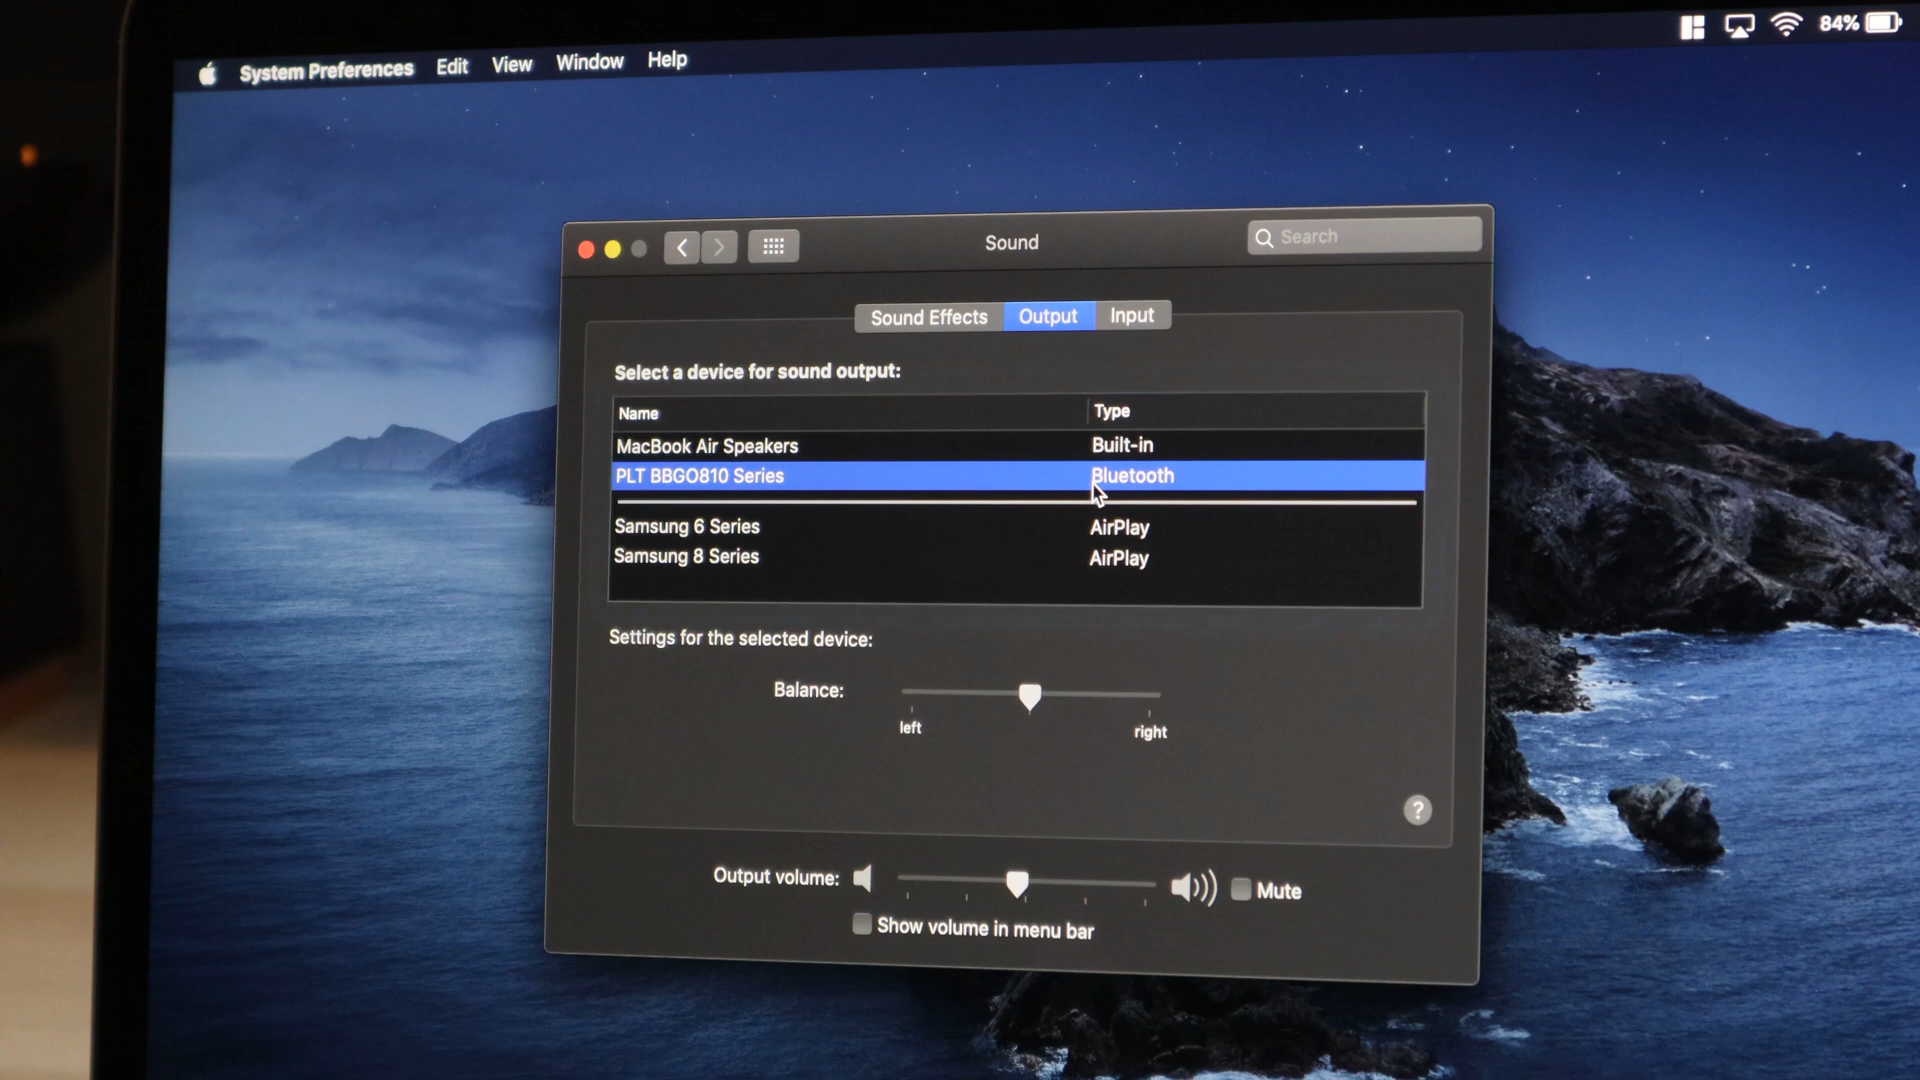 System Preferences Edit View Window Help 84%
Sound Search
Sound Effects Output Input
Select a device for sound output:
Name Type
MacBook Air Speakers Built-in
PLT BBGO810 Series Bluetooth
Samsung 6 Series AirPlay
Samsung 8 Series AirPlay
Settings for the selected device:
Balance:
left right
?
Output volume: Mute
Show volume in menu bar